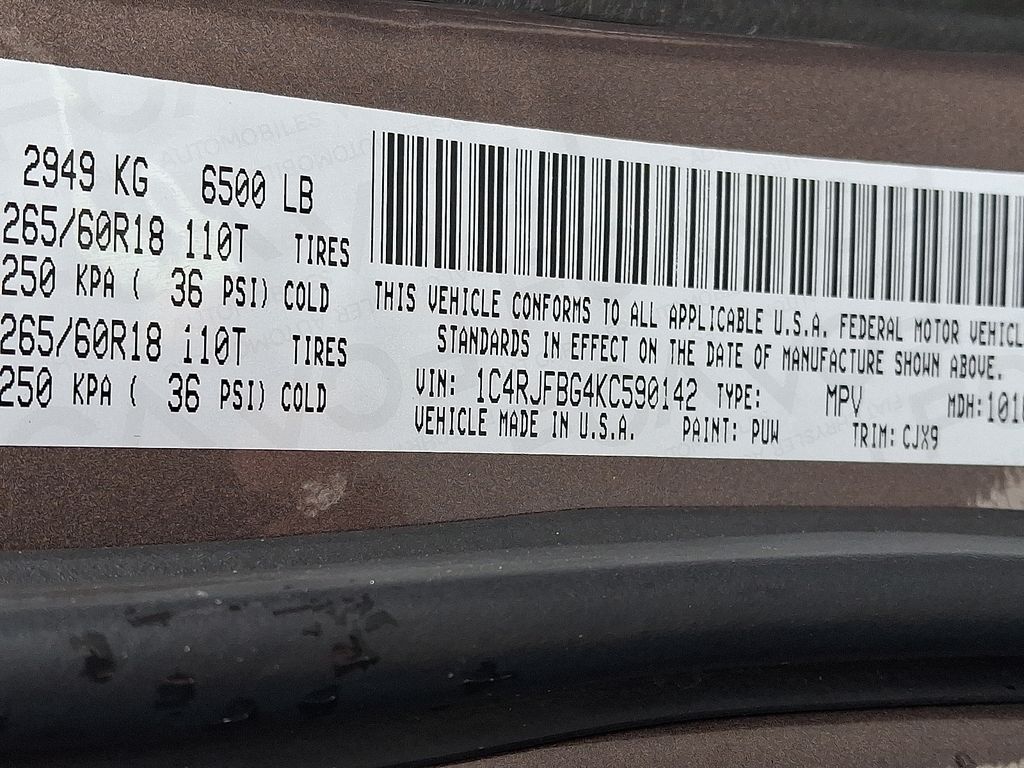 2949 KG 6500 LB
265/60R18 110T TIRES
250 KPA ( 36 PSI) COLD
265/60R18 110T TIRES
250 KPA ( 36 PSI) COLD
THIS VEHICLE CONFORMS TO ALL APPLICABLE U.S.A. FEDERAL MOTOR VEHICL
STANDARDS IN EFFECT ON THE DATE OF MANUFACTURE SHOWN ABOVE.
VIN: 1C4RJFBG4KC590142 TYPE: MPV MDH:101
VEHICLE MADE IN U.S.A. PAINT: PUW TRIM: CJX9